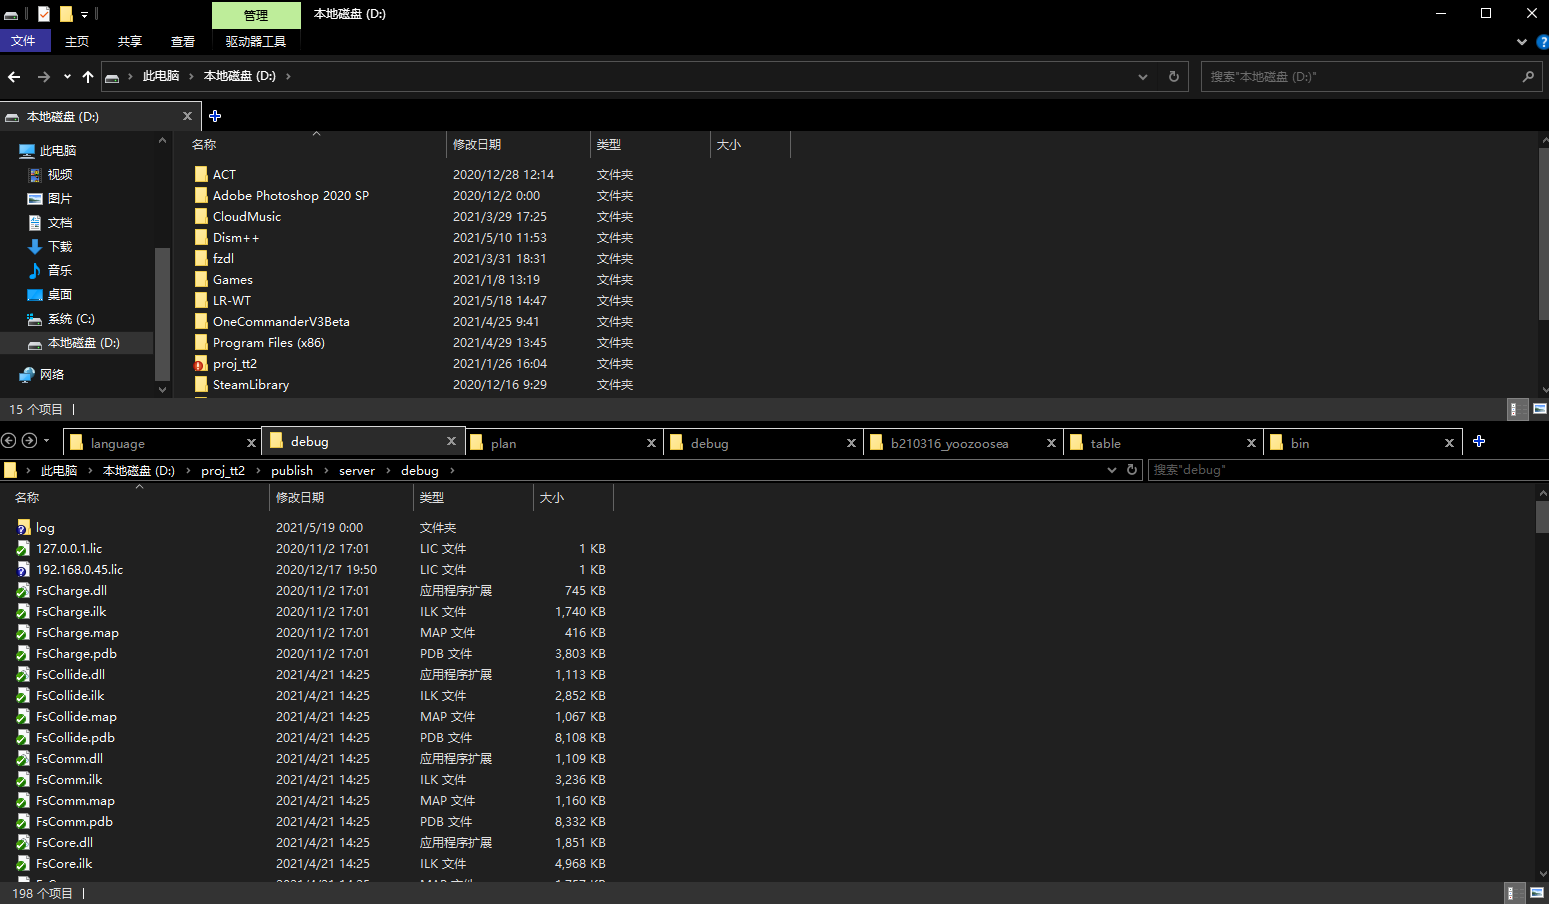 管理
本地磁盘 (D:)
文件
主页
共享
查看
驱动器工具
此电脑
本地磁盘 (D:)
搜索"本地磁盘 (D:)"
本地磁盘 (D:)
此电脑
视频
图片
文档
下载
音乐
桌面
系统 (C:)
本地磁盘 (D:)
网络
名称 修改日期 类型 大小
ACT 2020/12/28 12:14 文件夹
Adobe Photoshop 2020 SP 2020/12/2 0:00 文件夹
CloudMusic 2021/3/29 17:25 文件夹
Dism++ 2021/5/10 11:53 文件夹
fzdl 2021/3/31 18:31 文件夹
Games 2021/1/8 13:19 文件夹
LR-WT 2021/5/18 14:47 文件夹
OneCommanderV3Beta 2021/4/25 9:41 文件夹
Program Files (x86) 2021/4/29 13:45 文件夹
proj_tt2 2021/1/26 16:04 文件夹
SteamLibrary 2020/12/16 9:29 文件夹
15 个项目
language debug plan debug b210316_yoozoosea table bin
此电脑 本地磁盘 (D:) proj_tt2 publish server debug
搜索"debug"
名称 修改日期 类型 大小
log 2021/5/19 0:00 文件夹
127.0.0.1.lic 2020/11/2 17:01 LIC 文件 1 KB
192.168.0.45.lic 2020/12/17 19:50 LIC 文件 1 KB
FsCharge.dll 2020/11/2 17:01 应用程序扩展 745 KB
FsCharge.ilk 2020/11/2 17:01 ILK 文件 1,740 KB
FsCharge.map 2020/11/2 17:01 MAP 文件 416 KB
FsCharge.pdb 2020/11/2 17:01 PDB 文件 3,803 KB
FsCollide.dll 2021/4/21 14:25 应用程序扩展 1,113 KB
FsCollide.ilk 2021/4/21 14:25 ILK 文件 2,852 KB
FsCollide.map 2021/4/21 14:25 MAP 文件 1,067 KB
FsCollide.pdb 2021/4/21 14:25 PDB 文件 8,108 KB
FsComm.dll 2021/4/21 14:25 应用程序扩展 1,109 KB
FsComm.ilk 2021/4/21 14:25 ILK 文件 3,236 KB
FsComm.map 2021/4/21 14:25 MAP 文件 1,160 KB
FsComm.pdb 2021/4/21 14:25 PDB 文件 8,332 KB
FsCore.dll 2021/4/21 14:25 应用程序扩展 1,851 KB
FsCore.ilk 2021/4/21 14:25 ILK 文件 4,968 KB
198 个项目